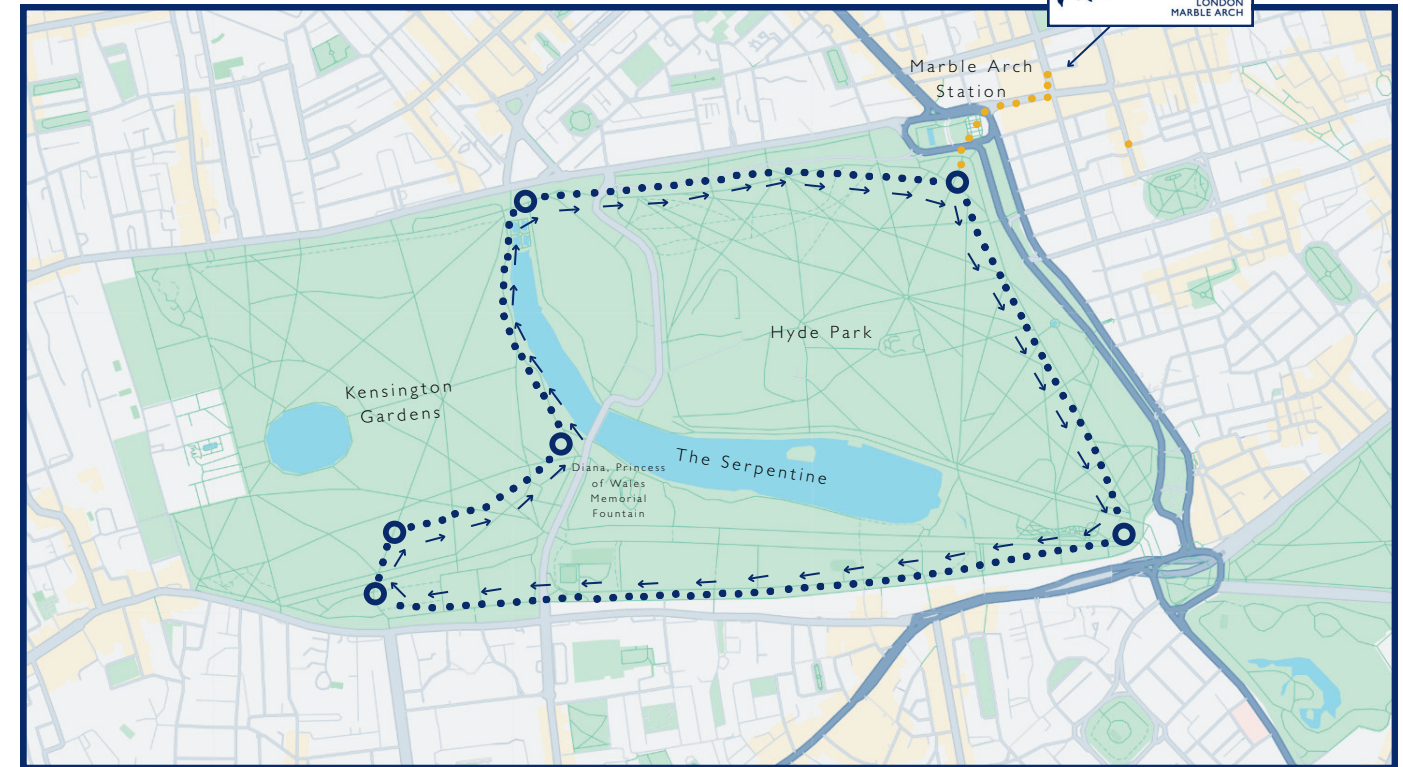 LONDON
MARBLE ARCH
Marble Arch
Station
Hyde Park
Kensington
Gardens
The Serpentine
Diana, Princess
of Wales
Memorial
Fountain